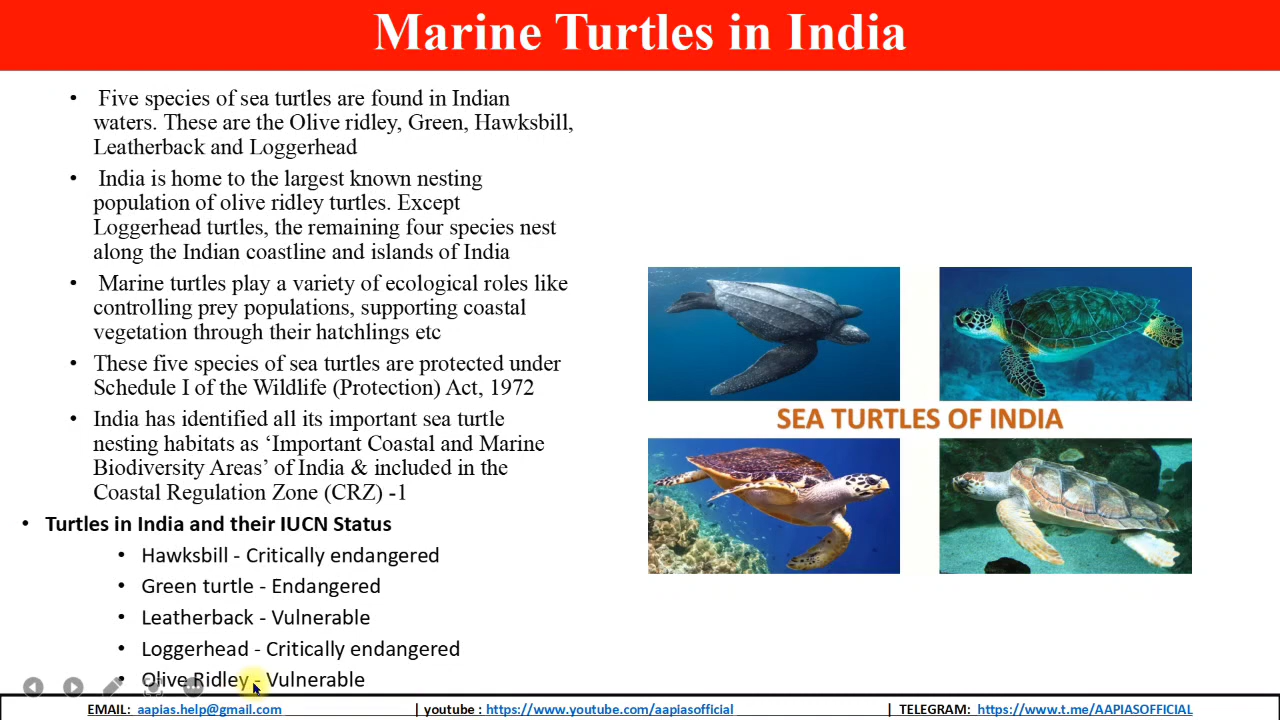 Marine Turtles in India
• Five species of sea turtles are found in Indian
waters. These are the Olive ridley, Green, Hawksbill,
Leatherback and Loggerhead
• India is home to the largest known nesting
population of olive ridley turtles. Except
Loggerhead turtles, the remaining four species nest
along the Indian coastline and islands of India
• Marine turtles play a variety of ecological roles like
controlling prey populations, supporting coastal
vegetation through their hatchlings etc
• These five species of sea turtles are protected under
Schedule I of the Wildlife (Protection) Act, 1972
• India has identified all its important sea turtle
nesting habitats as ‘Important Coastal and Marine
Biodiversity Areas’ of India & included in the
Coastal Regulation Zone (CRZ) -1
• Turtles in India and their IUCN Status
• Hawksbill - Critically endangered
• Green turtle - Endangered
• Leatherback - Vulnerable
• Loggerhead - Critically endangered
• Olive Ridley - Vulnerable
SEA TURTLES OF INDIA
EMAIL: aapias.help@gmail.com | youtube : https://www.youtube.com/aapiasofficial | TELEGRAM: https://www.t.me/AAPIASOFFICIAL